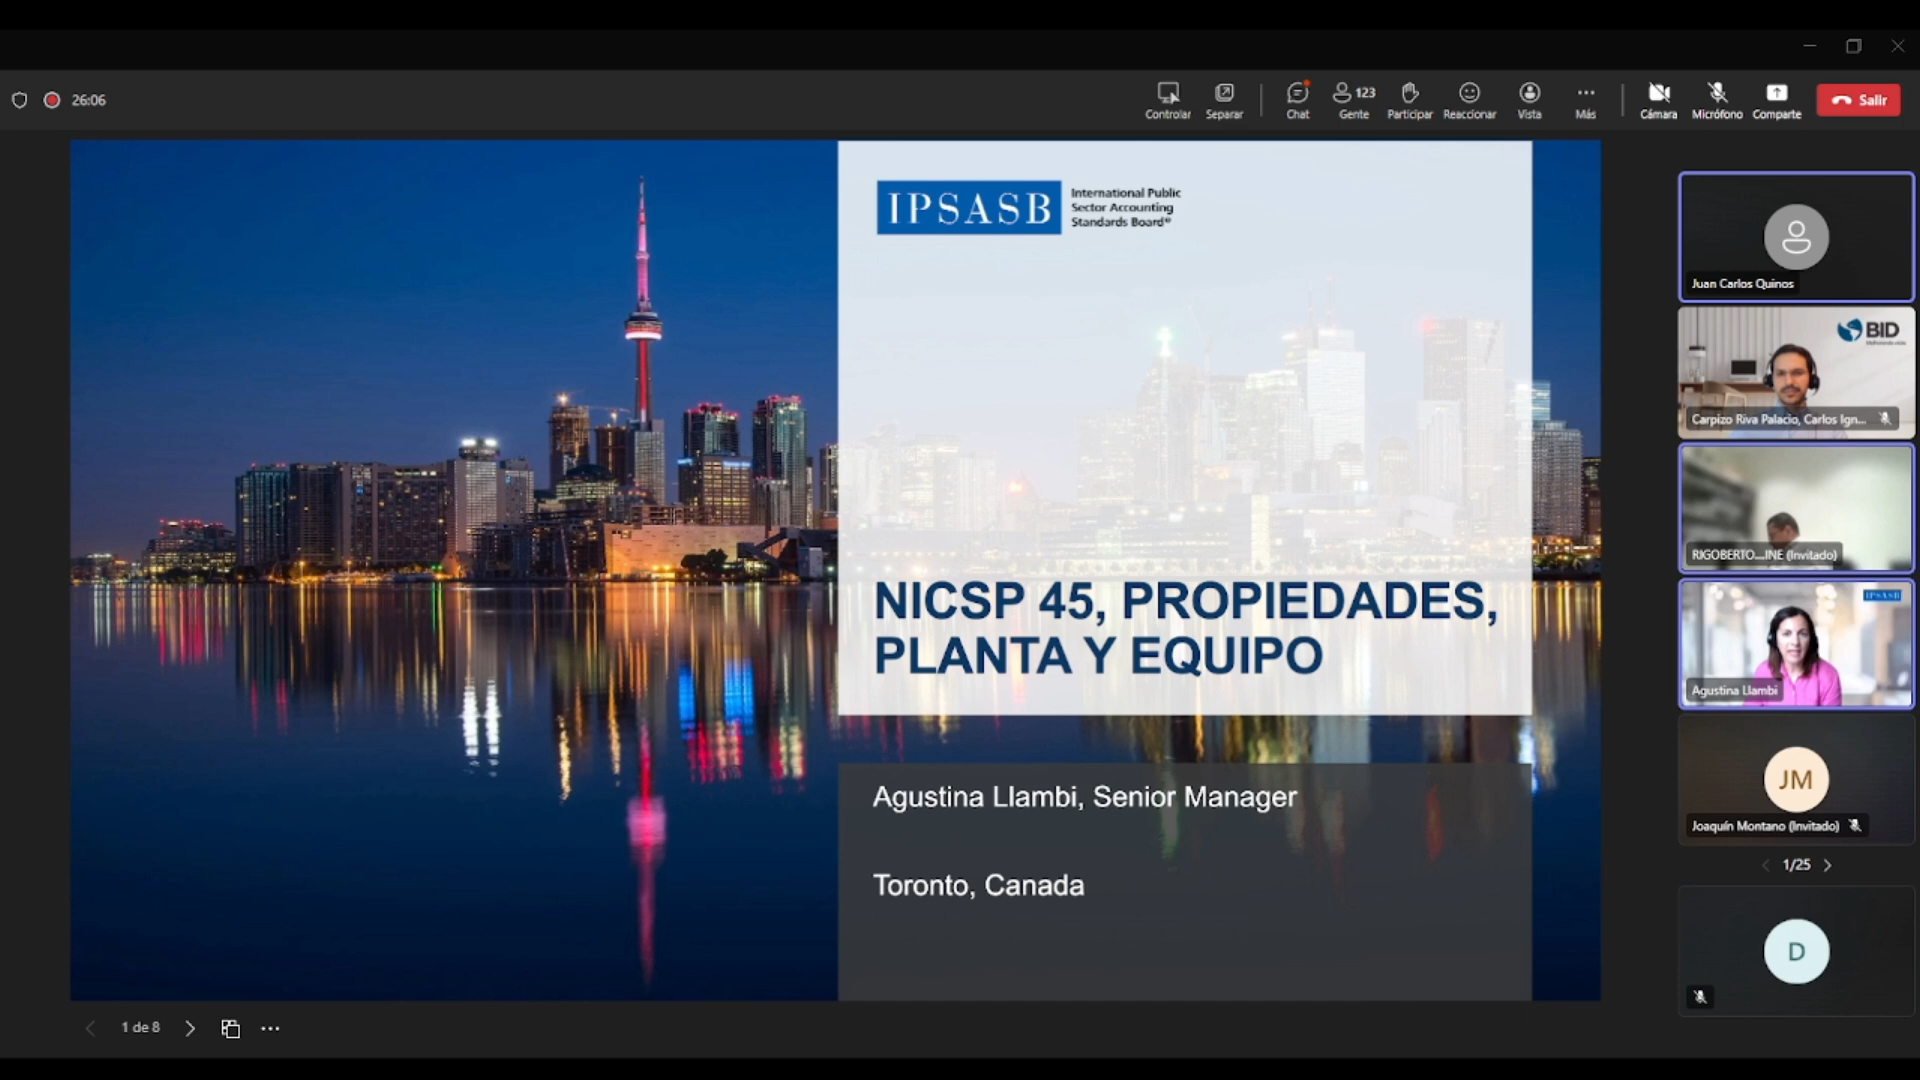 26:06
Controlar
Separar
Chat
123
Gente
Participar
Reaccionar
Vista
Más
Cámara
Micrófono
Comparte
Salir
IPSASB
International Public
Sector Accounting
Standards Board®
NICSP 45, PROPIEDADES,
PLANTA Y EQUIPO
Agustina Llambi, Senior Manager
Toronto, Canada
Juan Carlos Quinos
BID
Carpizo Riva Palacio, Carlos Ign...
RIGOBERTO....INE (Invitado)
IPSASB
Agustina Llambi
JM
Joaquín Montano (Invitado)
1/25
D
1 de 8